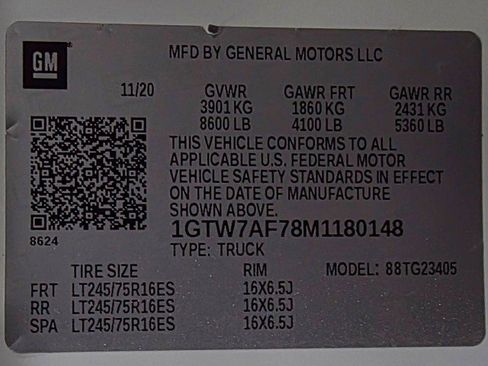 GM
MFD BY GENERAL MOTORS LLC
11/20 GVWR GAWR FRT GAWR RR
3901 KG 1860 KG 2431 KG
8600 LB 4100 LB 5360 LB
THIS VEHICLE CONFORMS TO ALL
APPLICABLE U.S. FEDERAL MOTOR
VEHICLE SAFETY STANDARDS IN EFFECT
ON THE DATE OF MANUFACTURE
SHOWN ABOVE.
8624
1GTW7AF78M1180148
TYPE: TRUCK
TIRE SIZE RIM MODEL: 88TG23405
FRT LT245/75R16ES 16X6.5J
RR LT245/75R16ES 16X6.5J
SPA LT245/75R16ES 16X6.5J